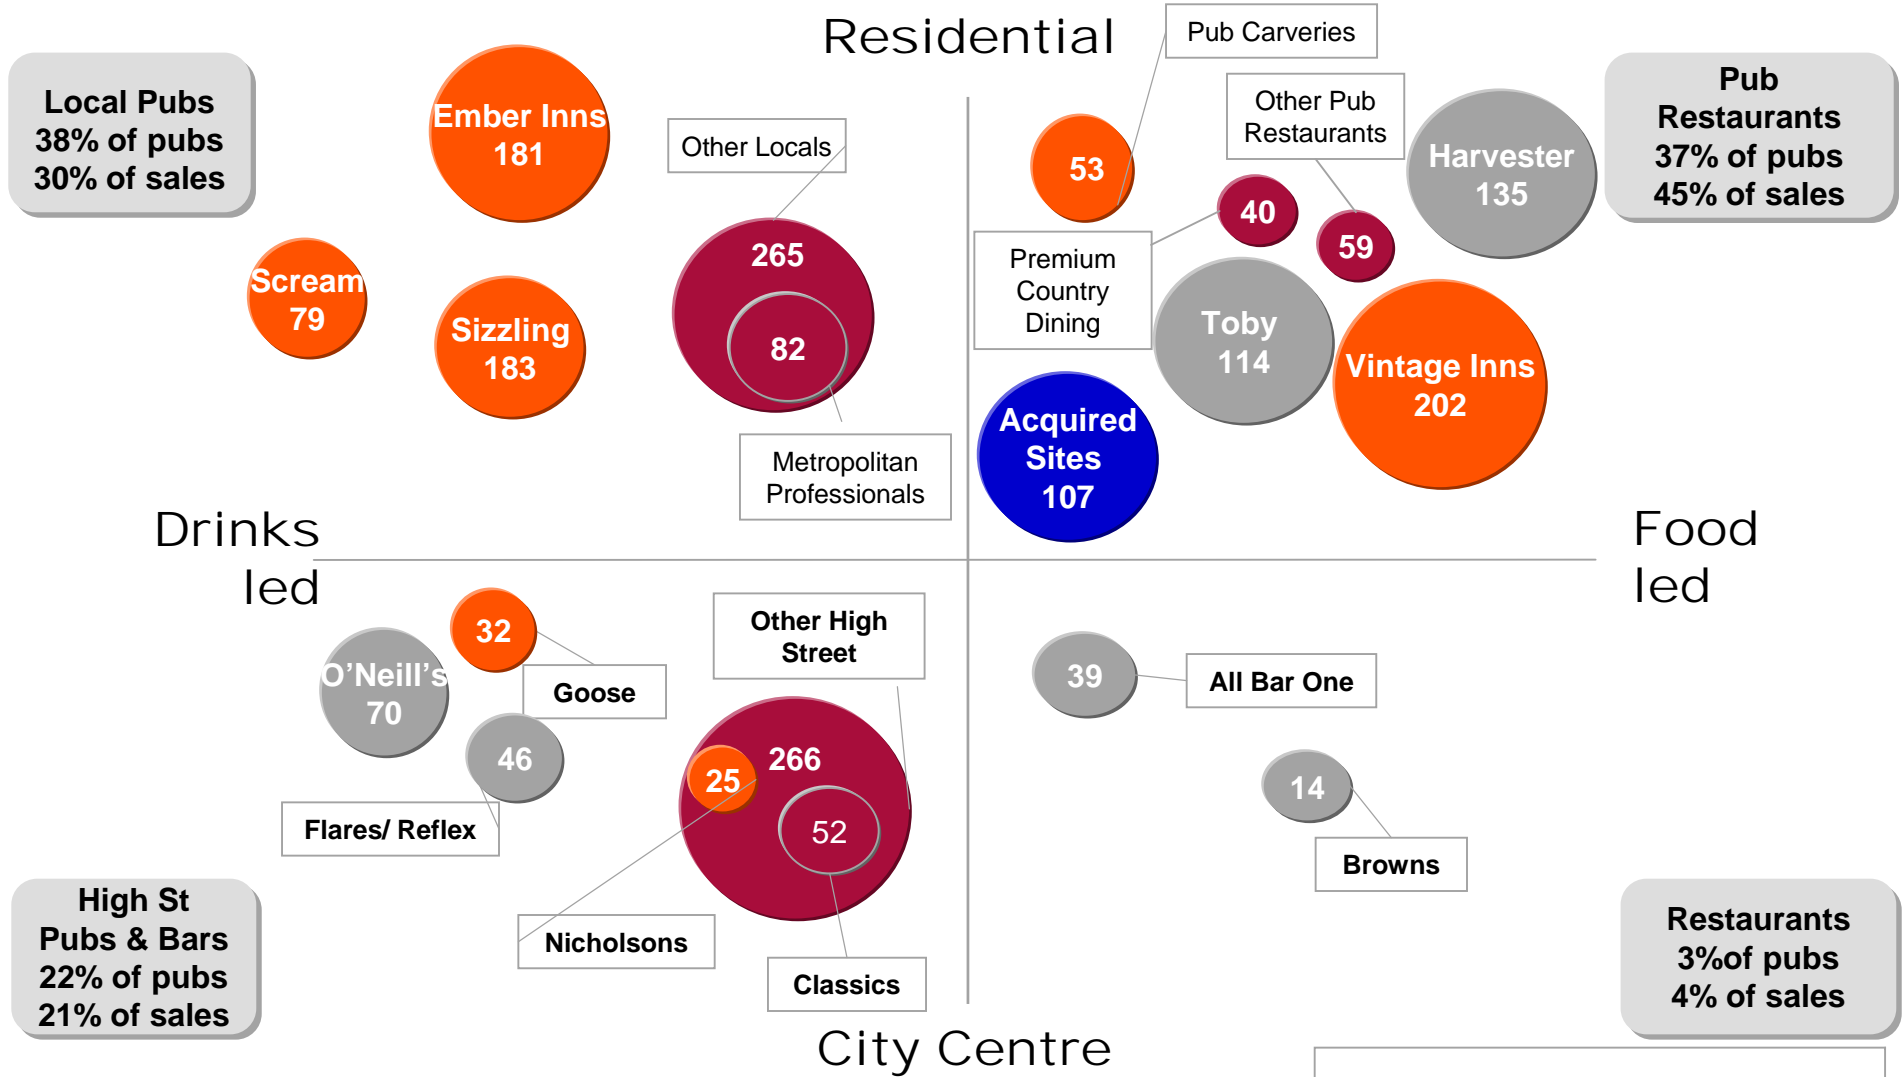 Residential
Local Pubs
38% of pubs
30% of sales
Ember Inns
181
Other Locals
Scream
79
Sizzling
183
265
82
Metropolitan
Professionals
Pub Carveries
53
Other Pub
Restaurants
Harvester
135
Pub
Restaurants
37% of pubs
45% of sales
40
59
Premium
Country
Dining
Toby
114
Vintage Inns
202
Acquired
Sites
107
Drinks
led
Food
led
32
Goose
O’Neill’s
70
46
Flares/ Reflex
Other High
Street
266
25
52
Nicholsons
Classics
39
All Bar One
14
Browns
High St
Pubs & Bars
22% of pubs
21% of sales
Restaurants
3%of pubs
4% of sales
City Centre